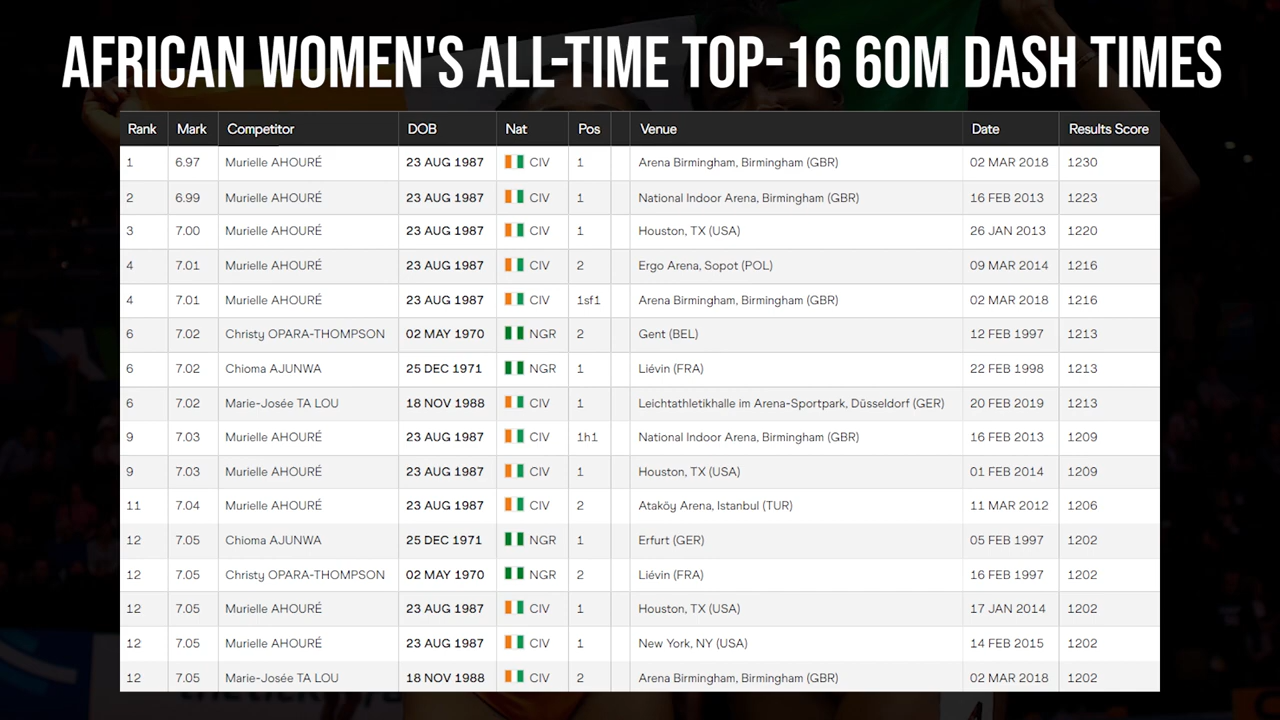 AFRICAN WOMEN'S ALL-TIME TOP-16 60M DASH TIMES
Rank Mark Competitor DOB Nat Pos Venue Date Results Score
1 6.97 Murielle AHOURÉ 23 AUG 1987 CIV 1 Arena Birmingham, Birmingham (GBR) 02 MAR 2018 1230
2 6.99 Murielle AHOURÉ 23 AUG 1987 CIV 1 National Indoor Arena, Birmingham (GBR) 16 FEB 2013 1223
3 7.00 Murielle AHOURÉ 23 AUG 1987 CIV 1 Houston, TX (USA) 26 JAN 2013 1220
4 7.01 Murielle AHOURÉ 23 AUG 1987 CIV 2 Ergo Arena, Sopot (POL) 09 MAR 2014 1216
4 7.01 Murielle AHOURÉ 23 AUG 1987 CIV 1sf1 Arena Birmingham, Birmingham (GBR) 02 MAR 2018 1216
6 7.02 Christy OPARA-THOMPSON 02 MAY 1970 NGR 2 Gent (BEL) 12 FEB 1997 1213
6 7.02 Chioma AJUNWA 25 DEC 1971 NGR 1 Liévin (FRA) 22 FEB 1998 1213
6 7.02 Marie-Josée TA LOU 18 NOV 1988 CIV 1 Leichtathletikhalle im Arena-Sportpark, Düsseldorf (GER) 20 FEB 2019 1213
9 7.03 Murielle AHOURÉ 23 AUG 1987 CIV 1h1 National Indoor Arena, Birmingham (GBR) 16 FEB 2013 1209
9 7.03 Murielle AHOURÉ 23 AUG 1987 CIV 1 Houston, TX (USA) 01 FEB 2014 1209
11 7.04 Murielle AHOURÉ 23 AUG 1987 CIV 2 Ataköy Arena, Istanbul (TUR) 11 MAR 2012 1206
12 7.05 Chioma AJUNWA 25 DEC 1971 NGR 1 Erfurt (GER) 05 FEB 1997 1202
12 7.05 Christy OPARA-THOMPSON 02 MAY 1970 NGR 2 Liévin (FRA) 16 FEB 1997 1202
12 7.05 Murielle AHOURÉ 23 AUG 1987 CIV 1 Houston, TX (USA) 17 JAN 2014 1202
12 7.05 Murielle AHOURÉ 23 AUG 1987 CIV 1 New York, NY (USA) 14 FEB 2015 1202
12 7.05 Marie-Josée TA LOU 18 NOV 1988 CIV 2 Arena Birmingham, Birmingham (GBR) 02 MAR 2018 1202